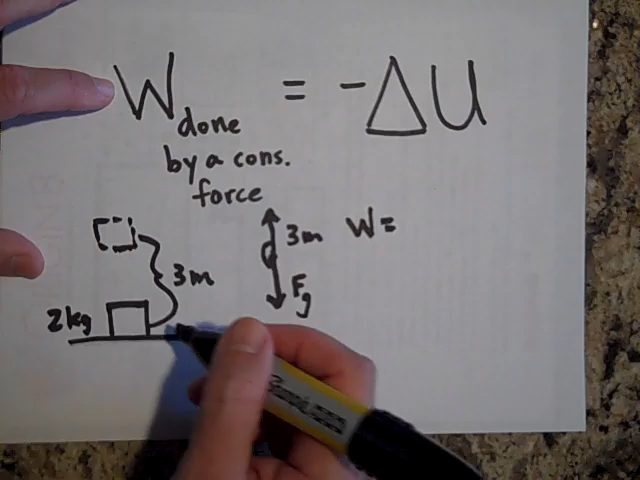 W done by a cons. force = -ΔU
3m W=
3m
Fg
2kg